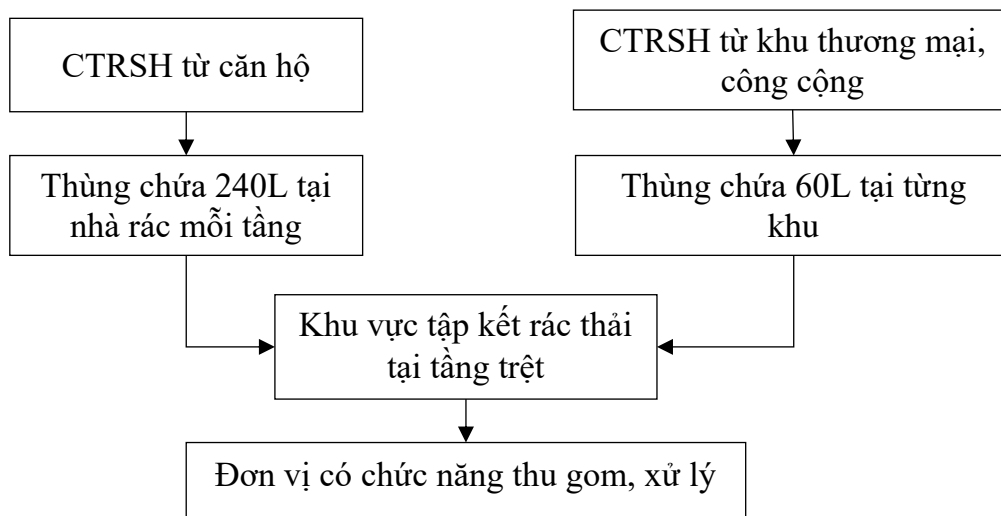 CTRSH từ căn hộ
CTRSH từ khu thương mại,
công cộng
Thùng chứa 240L tại
nhà rác mỗi tầng
Thùng chứa 60L tại từng
khu
Khu vực tập kết rác thải
tại tầng trệt
Đơn vị có chức năng thu gom, xử lý